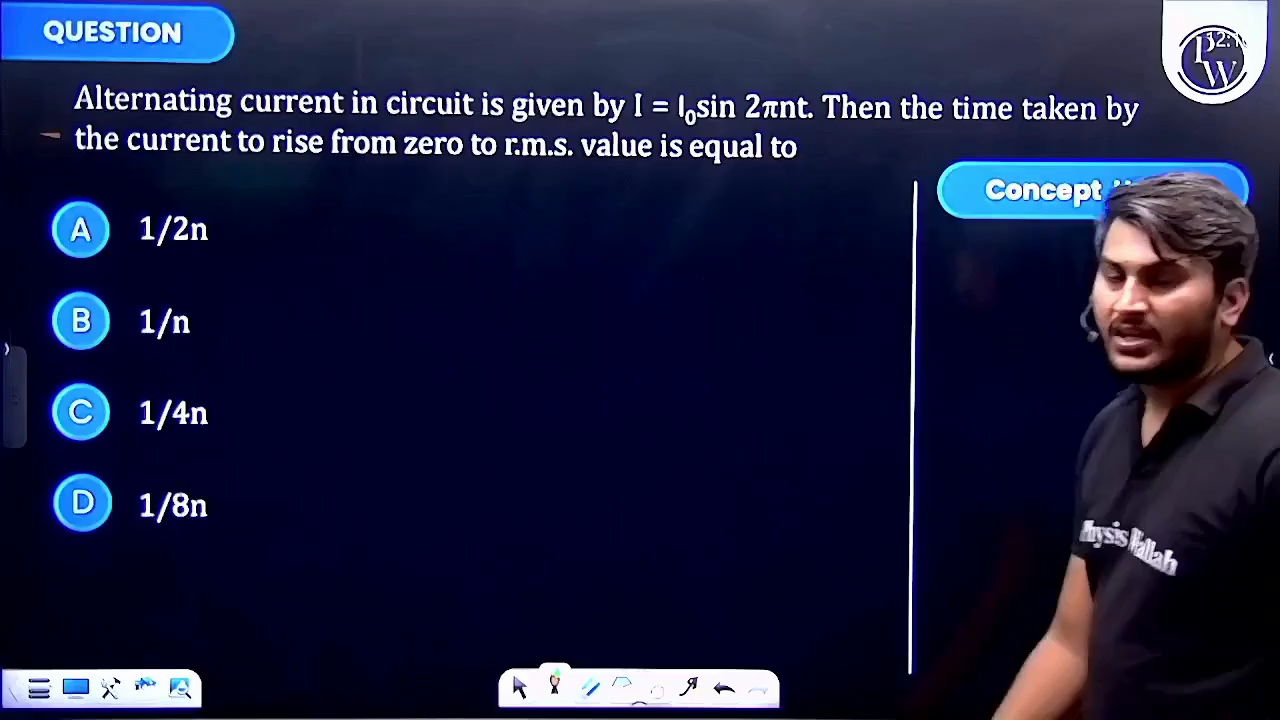 QUESTION
Alternating current in circuit is given by I = I₀sin 2πnt. Then the time taken by
the current to rise from zero to r.m.s. value is equal to
Concept
A 1/2n
B 1/n
C 1/4n
D 1/8n
Wallah
PW